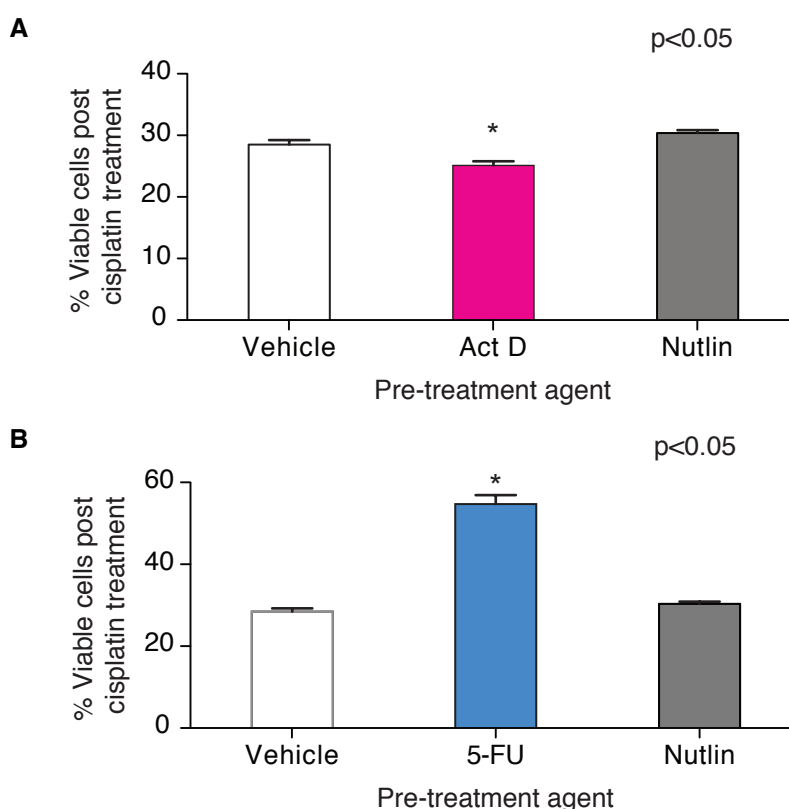 A
p<0.05
% Viable cells post
cisplatin treatment
40
30
20
10
0
*
Vehicle Act D Nutlin
Pre-treatment agent
B
p<0.05
% Viable cells post
cisplatin treatment
60
40
20
0
*
Vehicle 5-FU Nutlin
Pre-treatment agent